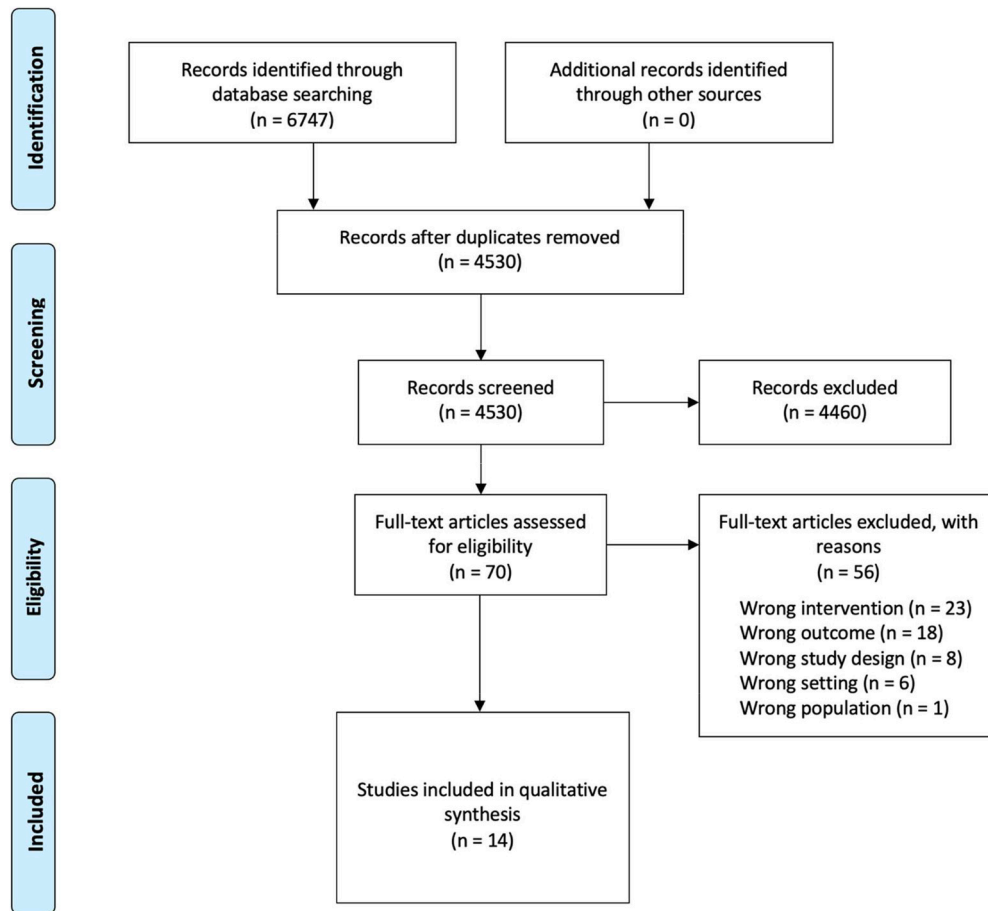 Identification
Records identified through
database searching
(n = 6747)
Additional records identified
through other sources
(n = 0)
Records after duplicates removed
(n = 4530)
Screening
Records screened
(n = 4530)
Records excluded
(n = 4460)
Eligibility
Full-text articles assessed
for eligibility
(n = 70)
Full-text articles excluded, with
reasons
(n = 56)
Wrong intervention (n = 23)
Wrong outcome (n = 18)
Wrong study design (n = 8)
Wrong setting (n = 6)
Wrong population (n = 1)
Included
Studies included in qualitative
synthesis
(n = 14)